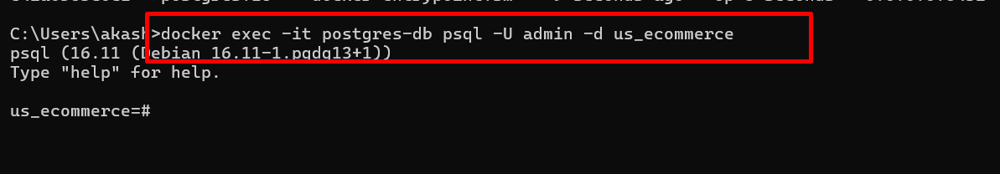 C:\Users\akash>docker exec -it postgres-db psql -U admin -d us_ecommerce
psql (16.11 (Debian 16.11-1.pgdg13+1))
Type "help" for help.
us_ecommerce=#